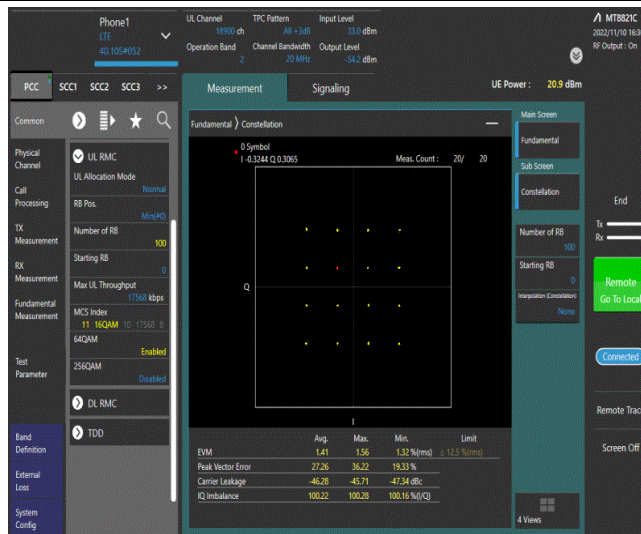 Phone1
LTE
40.105#052
UL Channel
18900 ch
TPC Pattern
All +3dB
Input Level
33.0 dBm
Operation Band
2
Channel Bandwidth
20 MHz
Output Level
-54.2 dBm
MT8821C
2022/11/10 16:30
RF Output : On
PCC SCC1 SCC2 SCC3 >>
Measurement
Signaling
UE Power : 20.9 dBm
Common
Physical
Channel
Call
Processing
TX
Measurement
RX
Measurement
Fundamental
Measurement
Test
Parameter
Band
Definition
External
Loss
System
Config
UL RMC
UL Allocation Mode
Normal
RB Pos.
Min(#0)
Number of RB
100
Starting RB
0
Max UL Throughput
17568 kbps
MCS Index
11 16QAM 10 17568 6
64QAM
Enabled
256QAM
Disabled
DL RMC
TDD
Fundamental 〉 Constellation
0 Symbol
I -0.3244 Q 0.3065
Meas. Count : 20/ 20
Q
I
Avg. Max. Min. Limit
EVM 1.41 1.56 1.32 %(rms) ≤ 12.5 %(rms)
Peak Vector Error 27.26 36.22 19.33 %
Carrier Leakage -46.28 -45.71 -47.34 dBc
IQ Imbalance 100.22 100.28 100.16 %(I/Q)
Main Screen
Fundamental
Sub Screen
Constellation
Number of RB
100
Starting RB
0
Interpolation (Constellation)
None
4 Views
End
Tx
Rx
Remote
Go To Local
Connected
Remote Trac
Screen Off